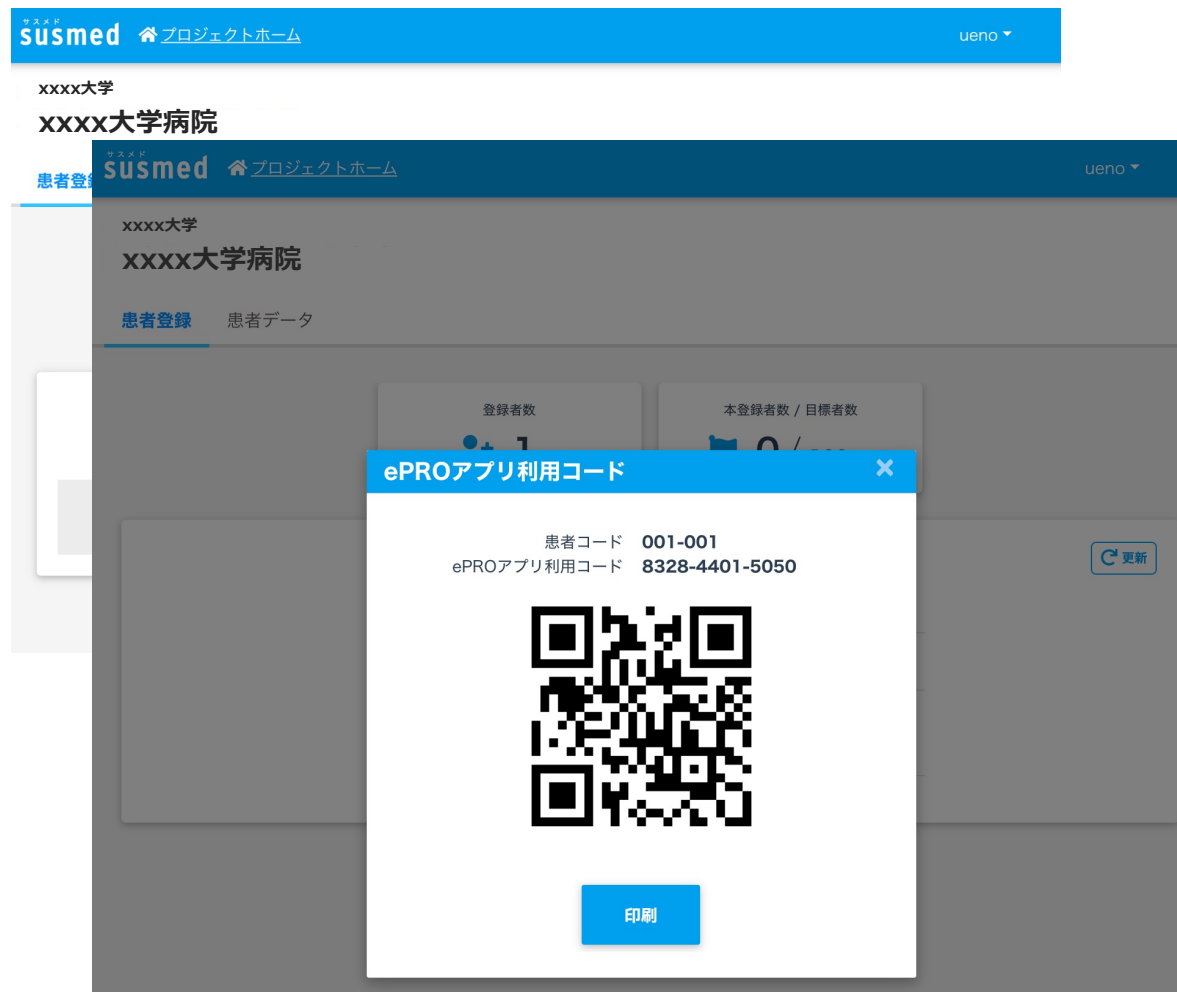 サスメド
susmed プロジェクトホーム ueno
xxxx大学
xxxx大学病院
患者登
サスメド
susmed プロジェクトホーム ueno
xxxx大学
xxxx大学病院
患者登録 患者データ
登録者数 本登録者数 / 目標者数
1 0 /
ePROアプリ利用コード ×
患者コード 001-001
ePROアプリ利用コード 8328-4401-5050
更新
印刷